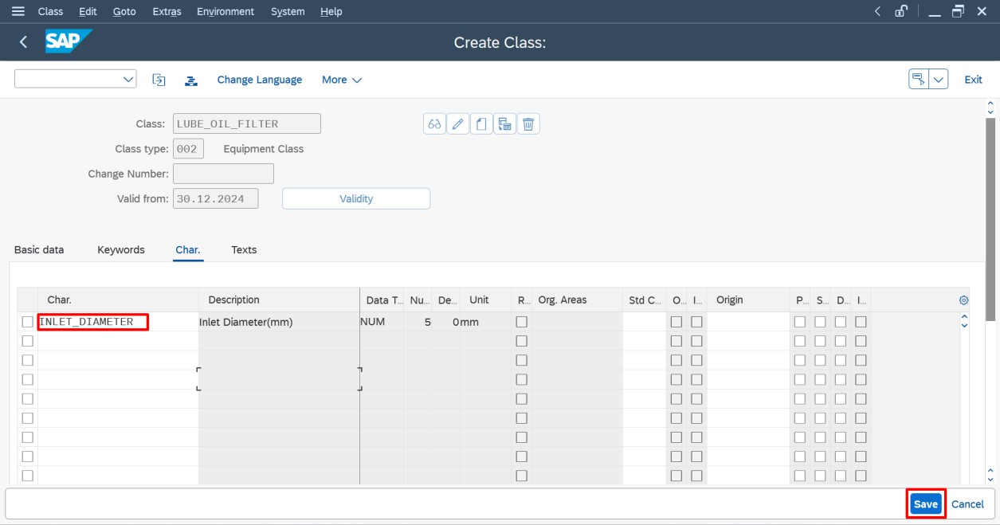 Class Edit Goto Extras Environment System Help
SAP Create Class:
Change Language More Exit
Class: LUBE_OIL_FILTER
Class type: 002 Equipment Class
Change Number:
Valid from: 30.12.2024 Validity
Basic data Keywords Char. Texts
Char. Description Data T... Nu... De... Unit R... Org. Areas Std C... O... I... Origin P... S... D... I...
INLET_DIAMETER Inlet Diameter(mm) NUM 5 0 mm
Save Cancel